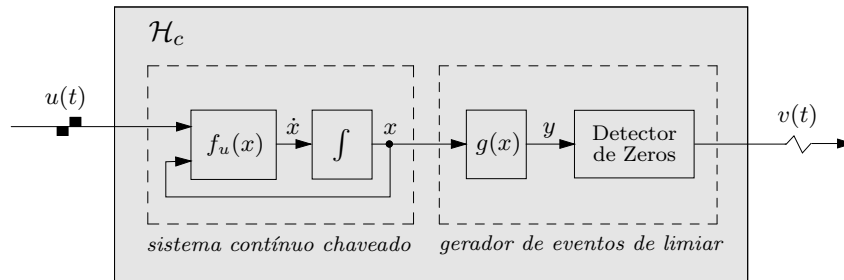 ℋc
u(t)
fu(x)
ẋ
∫
x
g(x)
y
Detector
de Zeros
v(t)
sistema contínuo chaveado
gerador de eventos de limiar